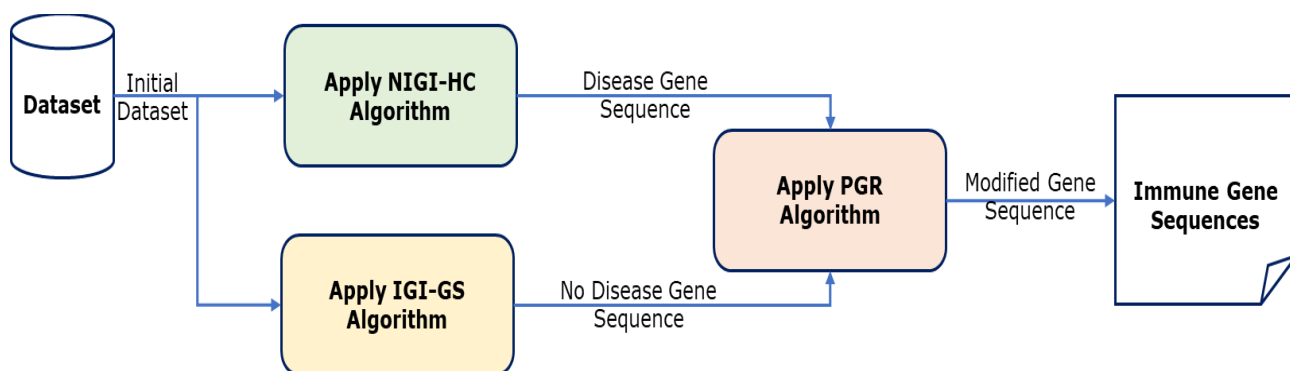 Dataset
Initial
Dataset
Apply NIGI-HC
Algorithm
Disease Gene
Sequence
Apply IGI-GS
Algorithm
No Disease Gene
Sequence
Apply PGR
Algorithm
Modified Gene
Sequence
Immune Gene
Sequences